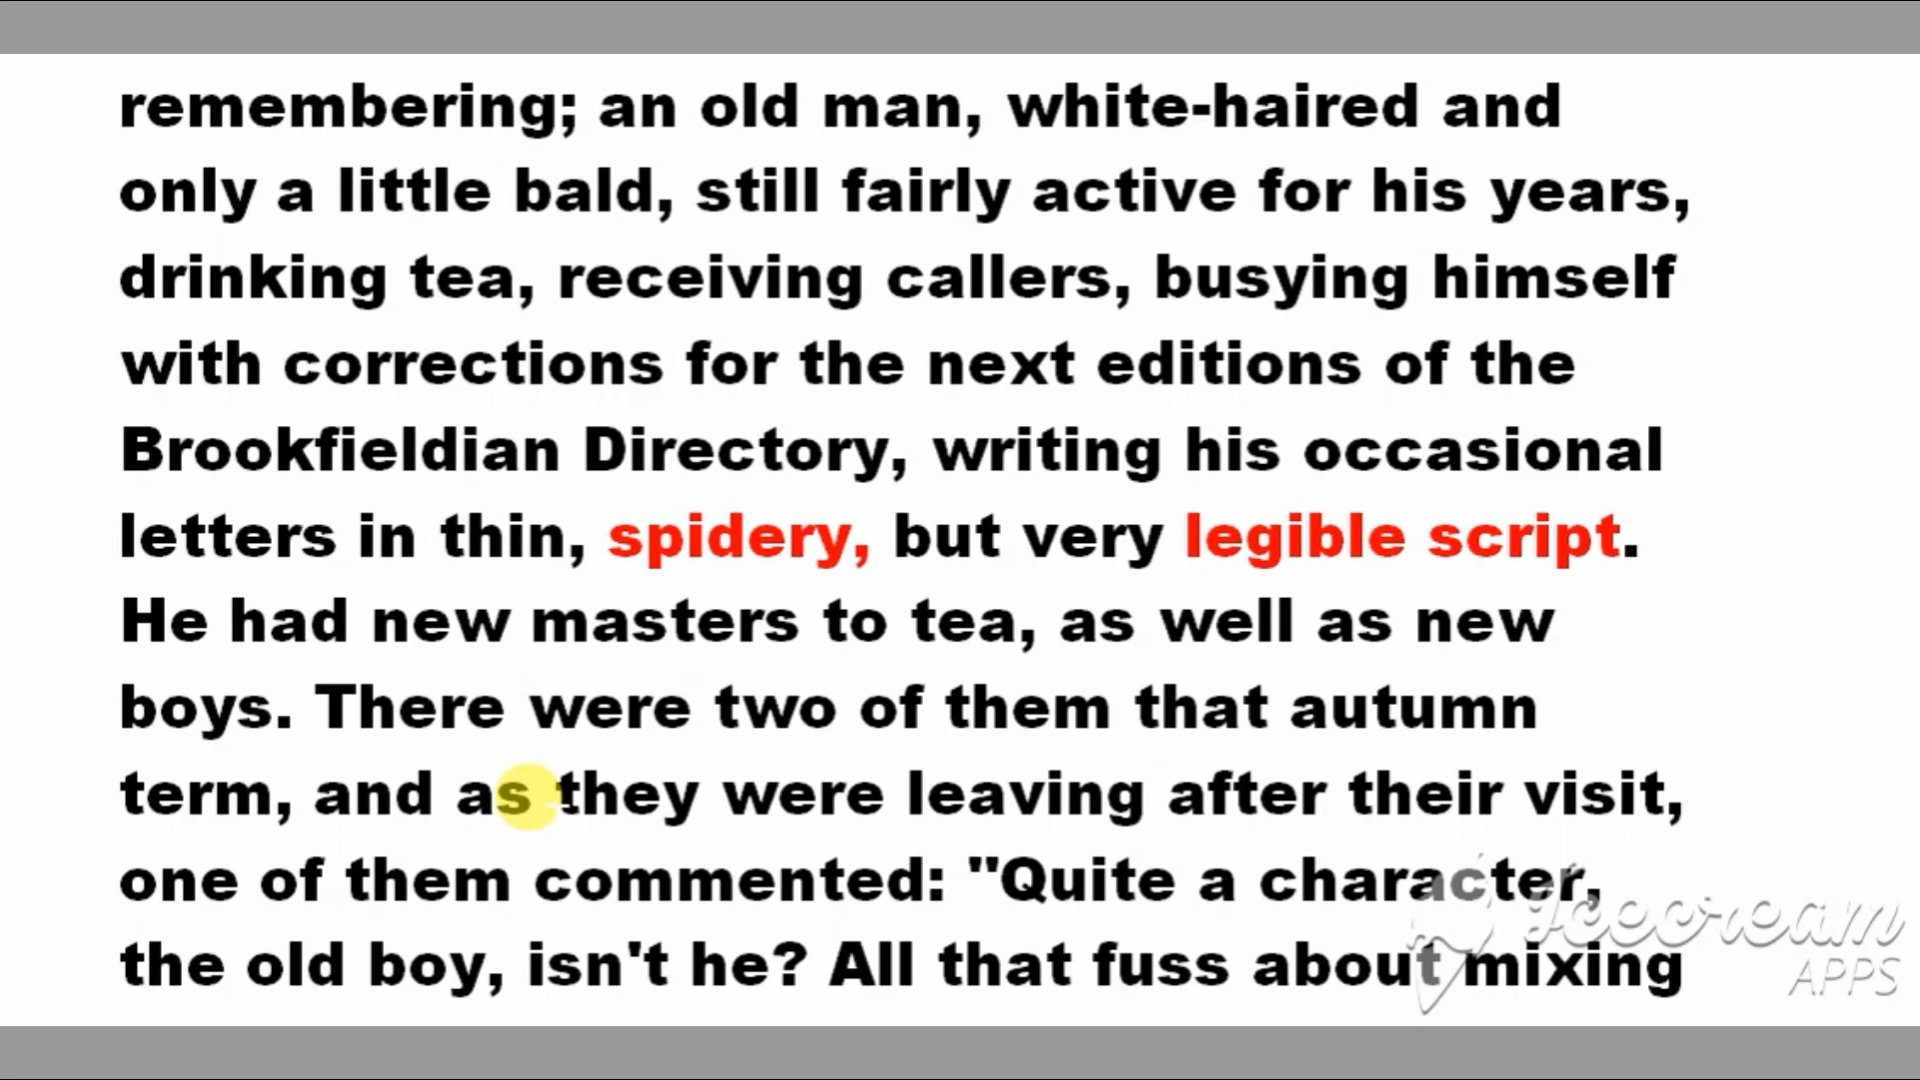 remembering; an old man, white-haired and
only a little bald, still fairly active for his years,
drinking tea, receiving callers, busying himself
with corrections for the next editions of the
Brookfieldian Directory, writing his occasional
letters in thin, spidery, but very legible script.
He had new masters to tea, as well as new
boys. There were two of them that autumn
term, and as they were leaving after their visit,
one of them commented: "Quite a character,
the old boy, isn't he? All that fuss about mixing
Icecream
APPS